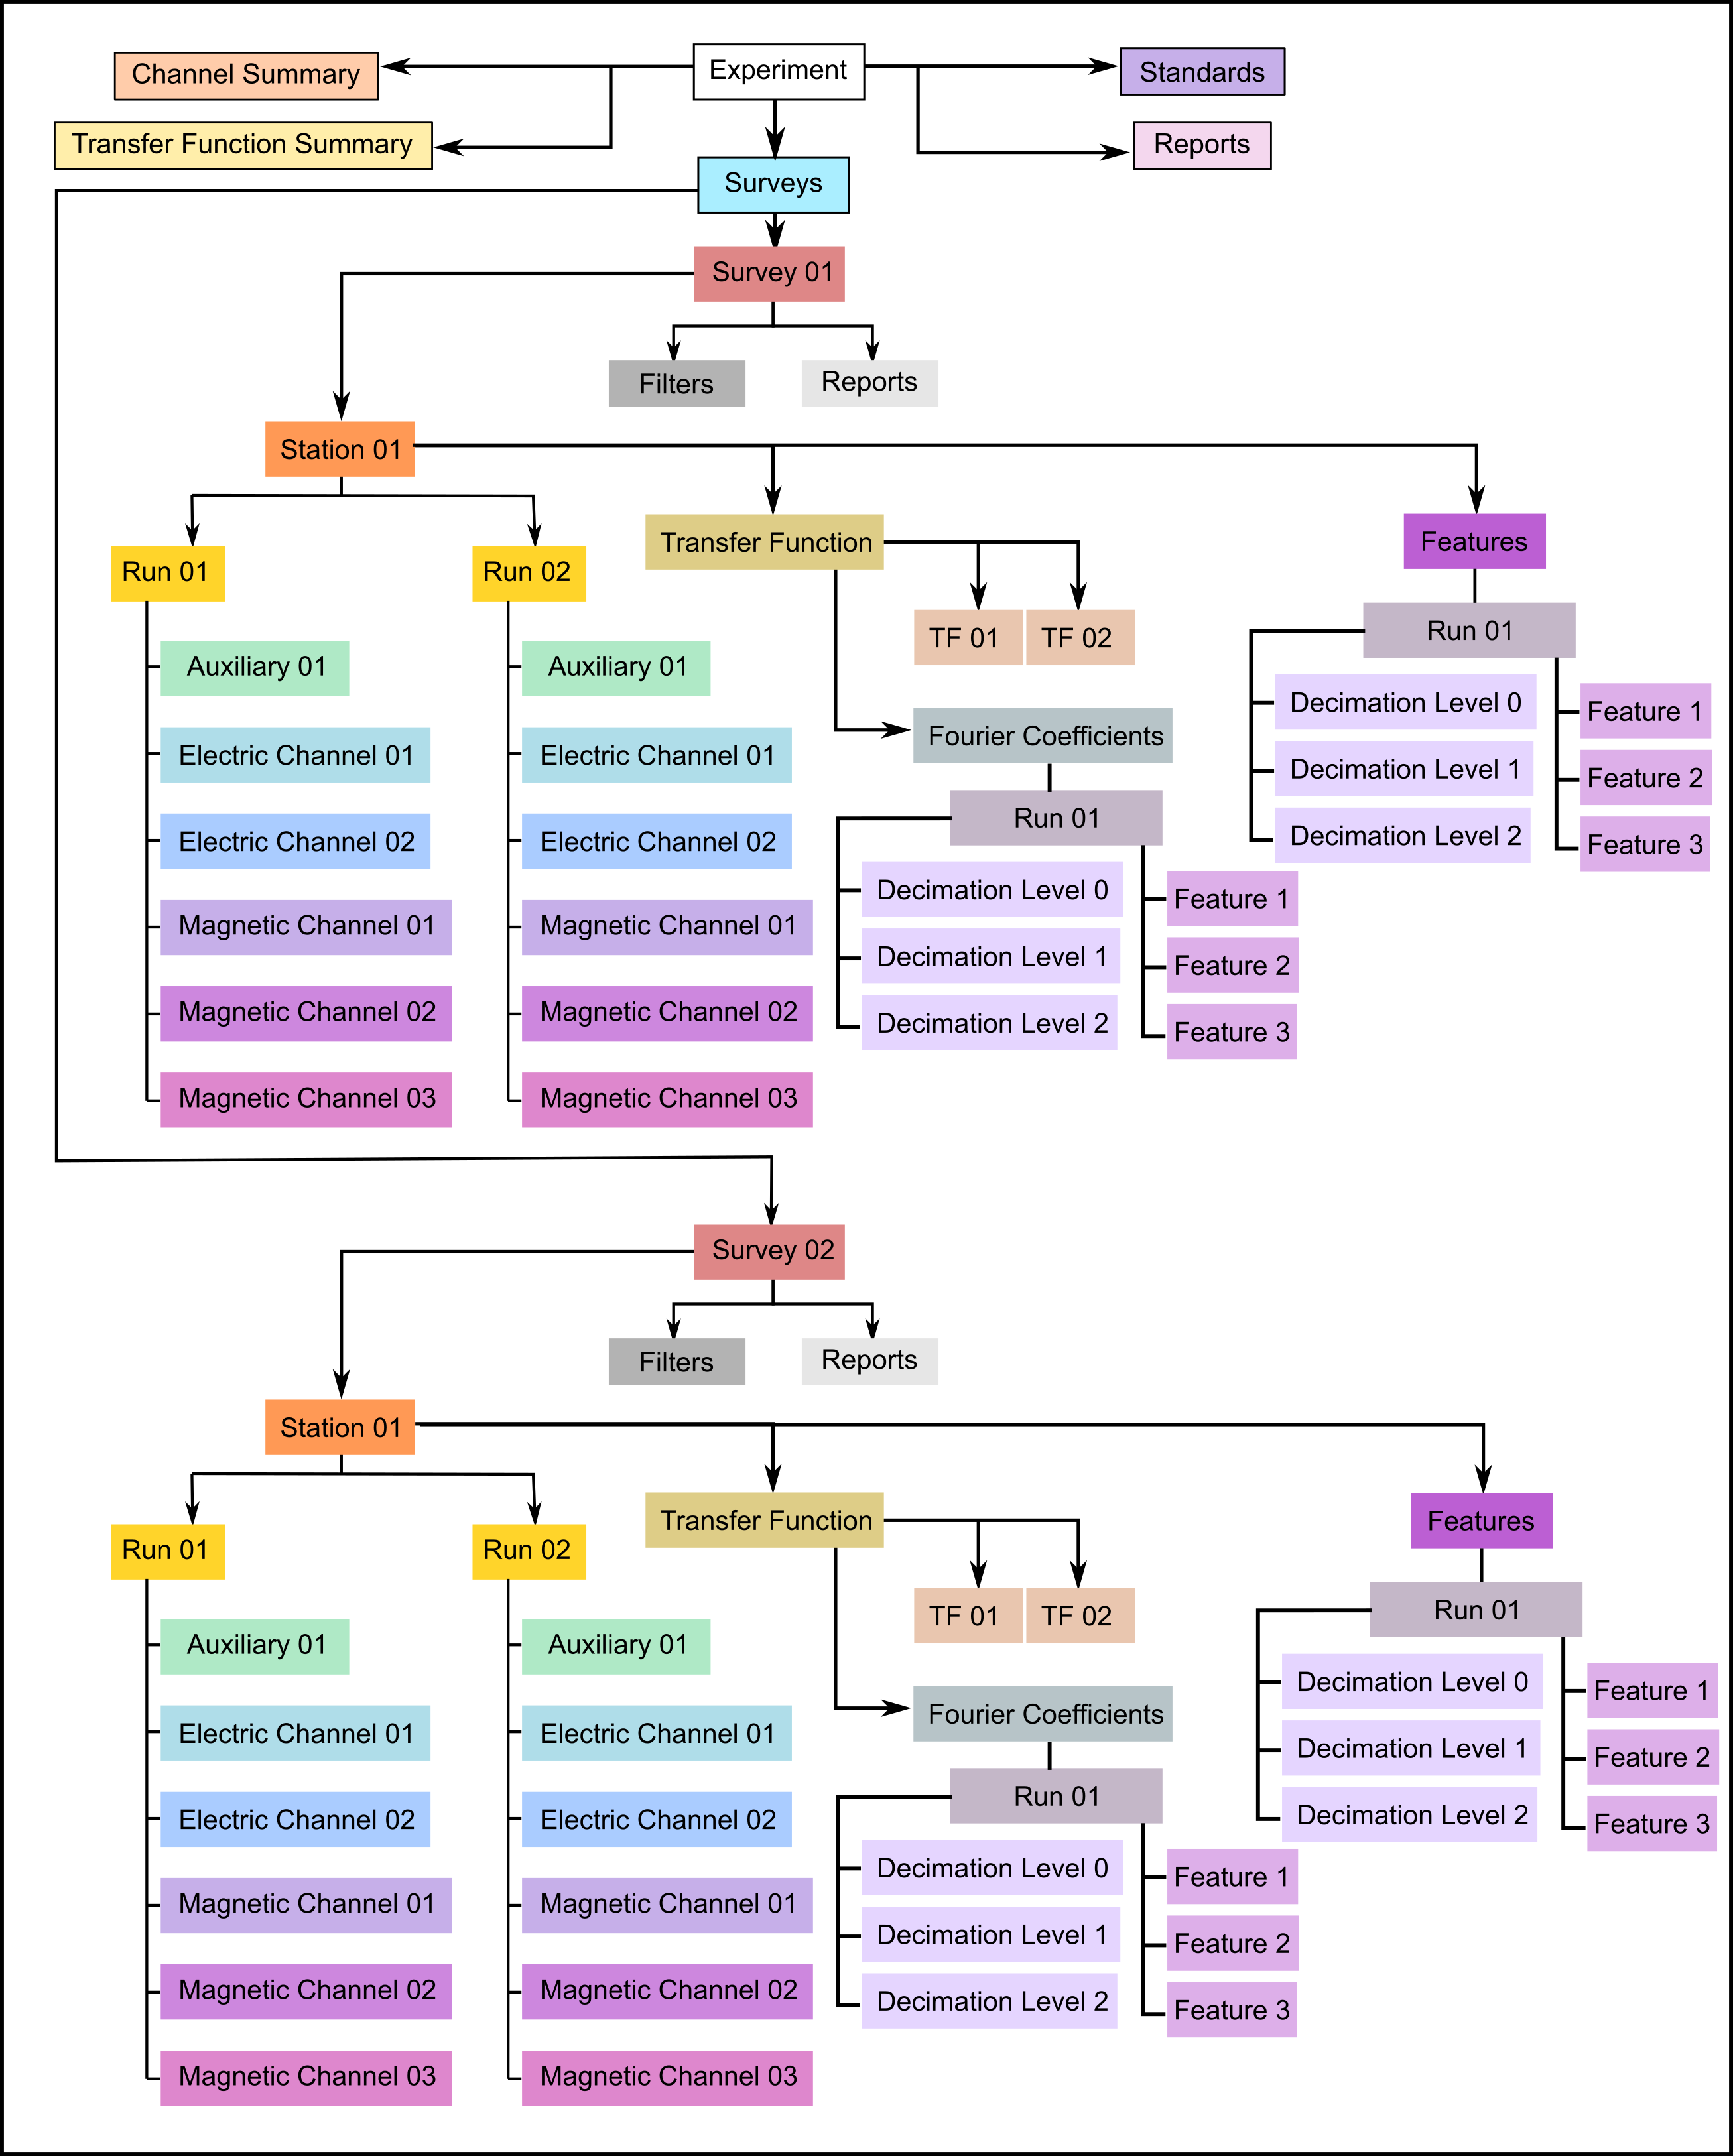 Experiment
Channel Summary
Standards
Transfer Function Summary
Reports
Surveys
Survey 01
Filters
Reports
Station 01
Run 01
Run 02
Transfer Function
Features
Auxiliary 01
Electric Channel 01
Electric Channel 02
Magnetic Channel 01
Magnetic Channel 02
Magnetic Channel 03
Auxiliary 01
Electric Channel 01
Electric Channel 02
Magnetic Channel 01
Magnetic Channel 02
Magnetic Channel 03
TF 01
TF 02
Fourier Coefficients
Run 01
Decimation Level 0
Decimation Level 1
Decimation Level 2
Feature 1
Feature 2
Feature 3
Run 01
Decimation Level 0
Decimation Level 1
Decimation Level 2
Feature 1
Feature 2
Feature 3
Survey 02
Filters
Reports
Station 01
Run 01
Run 02
Transfer Function
Features
Auxiliary 01
Electric Channel 01
Electric Channel 02
Magnetic Channel 01
Magnetic Channel 02
Magnetic Channel 03
Auxiliary 01
Electric Channel 01
Electric Channel 02
Magnetic Channel 01
Magnetic Channel 02
Magnetic Channel 03
TF 01
TF 02
Fourier Coefficients
Run 01
Decimation Level 0
Decimation Level 1
Decimation Level 2
Feature 1
Feature 2
Feature 3
Run 01
Decimation Level 0
Decimation Level 1
Decimation Level 2
Feature 1
Feature 2
Feature 3